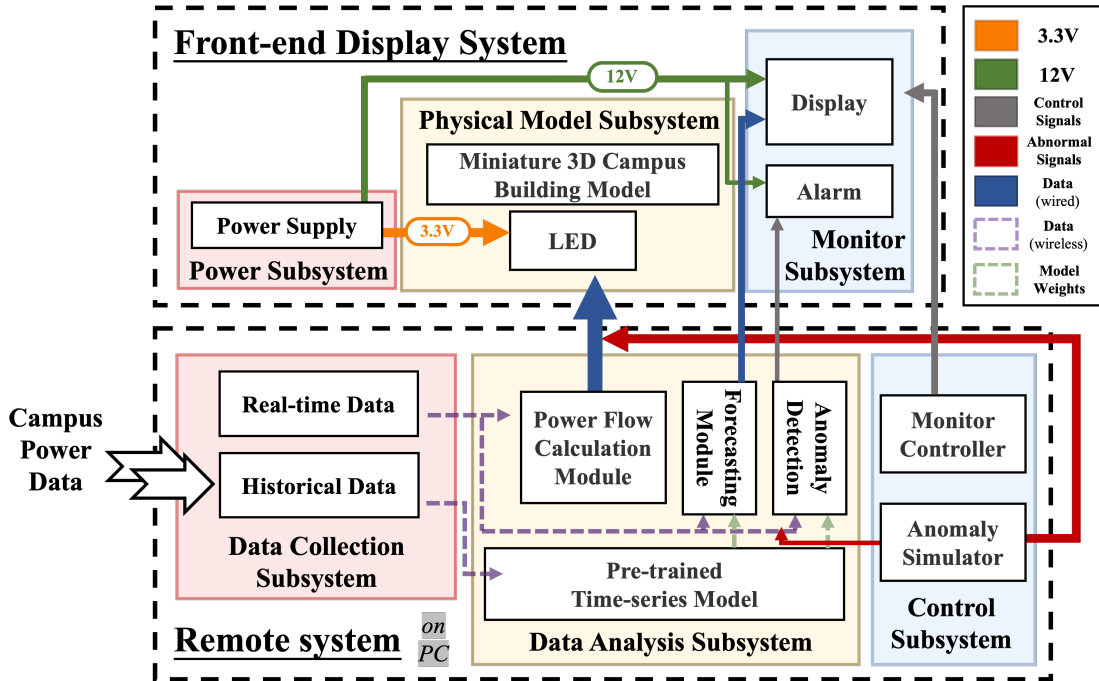 Front-end Display System
12V
Display
Physical Model Subsystem
Miniature 3D Campus
Building Model
Alarm
Power Supply
3.3V
LED
Power Subsystem
Monitor
Subsystem
3.3V
12V
Control
Signals
Abnormal
Signals
Data
(wired)
Data
(wireless)
Model
Weights
Campus
Power
Data
Real-time Data
Historical Data
Data Collection
Subsystem
Power Flow
Calculation
Module
Forecasting
Module
Anomaly
Detection
Pre-trained
Time-series Model
Data Analysis Subsystem
Monitor
Controller
Anomaly
Simulator
Control
Subsystem
Remote system
on
PC